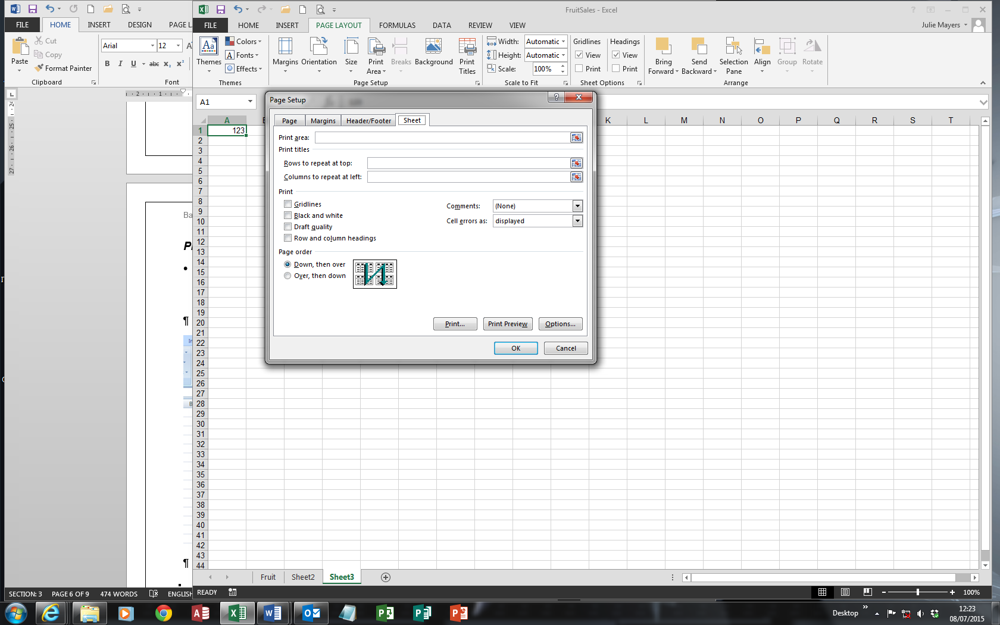 FILE HOME INSERT DESIGN PAGE L
Cut
Copy
Format Painter
Paste
Clipboard
Arial 12
B I U abc x₂ x²
Font
FruitSales - Excel
FILE HOME INSERT PAGE LAYOUT FORMULAS DATA REVIEW VIEW
Julie Mayers
Themes
Colors
Fonts
Effects
Themes
Margins Orientation Size Print Area Breaks Background Print Titles
Page Setup
Width: Automatic
Height: Automatic
Scale: 100%
Scale to Fit
Gridlines Headings
View View
Print Print
Sheet Options
Bring Forward Send Backward Selection Pane Align Group Rotate
Arrange
A1
Page Setup
Page Margins Header/Footer Sheet
Print area:
Print titles
Rows to repeat at top:
Columns to repeat at left:
Print
Gridlines
Black and white
Draft quality
Row and column headings
Comments: (None)
Cell errors as: displayed
Page order
Down, then over
Over, then down
Print... Print Preview Options...
OK Cancel
A K L M N O P Q R S T
1 123
2
3
4
5
6
7
8
9
10
11
12
13
14
15
16
17
18
19
20
21
22
23
24
25
26
27
28
29
30
31
32
33
34
35
36
37
38
39
40
41
42
43
44
Fruit Sheet2 Sheet3
READY
100%
SECTION: 3 PAGE 6 OF 9 474 WORDS ENGLISH
Desktop
12:23
08/07/2015